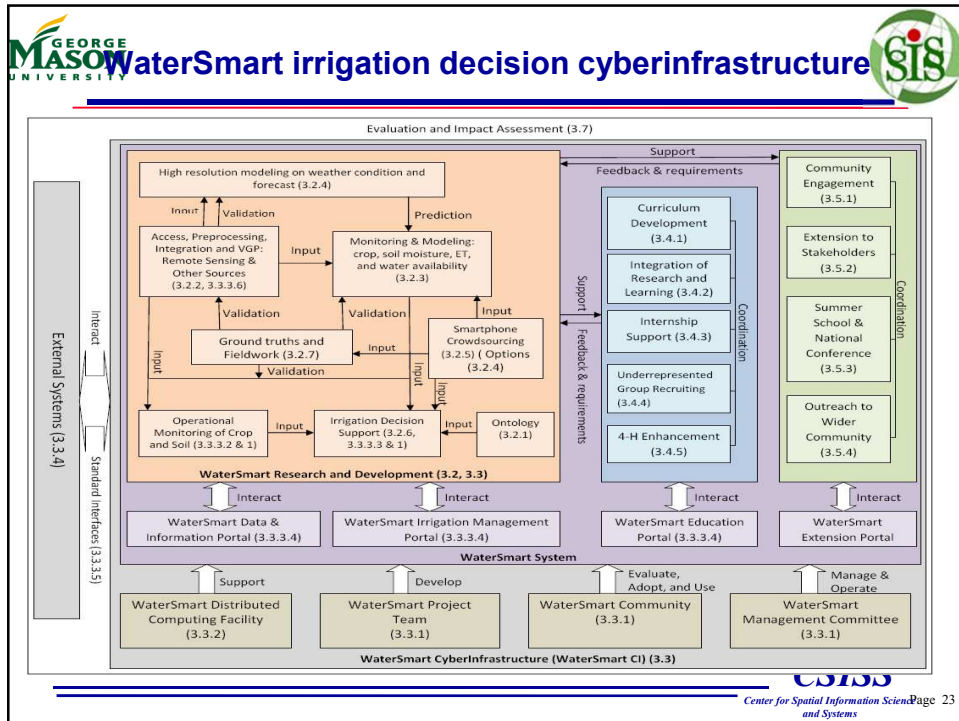 GEORGE
MASON
UNIVERSITY
WaterSmart irrigation decision cyberinfrastructure
SIS
Evaluation and Impact Assessment (3.7)
External Systems (3.3.4)
Interact
Standard Interfaces (3.3.3.5)
High resolution modeling on weather condition and
forecast (3.2.4)
Input
Validation
Prediction
Access, Preprocessing,
Integration and VGP:
Remote Sensing &
Other Sources
(3.2.2, 3.3.3.6)
Input
Monitoring & Modeling:
crop, soil moisture, ET,
and water availability
(3.2.3)
Validation
Validation
Input
Ground truths and
Fieldwork (3.2.7)
Input
Smartphone
Crowdsourcing
(3.2.5) ( Options
(3.2.4)
Validation
Input
Input
Input
Operational
Monitoring of Crop
and Soil (3.3.3.2 & 1)
Input
Irrigation Decision
Support (3.2.6,
3.3.3.3 & 1)
Input
Ontology
(3.2.1)
WaterSmart Research and Development (3.2, 3.3)
Support
Feedback & requirements
Support
Feedback & requirements
Curriculum
Development
(3.4.1)
Integration of
Research and
Learning (3.4.2)
Internship
Support (3.4.3)
Underrepresented
Group Recruiting
(3.4.4)
4-H Enhancement
(3.4.5)
Coordination
Community
Engagement
(3.5.1)
Extension to
Stakeholders
(3.5.2)
Summer
School &
National
Conference
(3.5.3)
Outreach to
Wider
Community
(3.5.4)
Coordination
Interact
Interact
Interact
Interact
WaterSmart Data &
Information Portal (3.3.3.4)
WaterSmart Irrigation Management
Portal (3.3.3.4)
WaterSmart Education
Portal (3.3.3.4)
WaterSmart
Extension Portal
WaterSmart System
Support
Develop
Evaluate,
Adopt, and Use
Manage &
Operate
WaterSmart Distributed
Computing Facility
(3.3.2)
WaterSmart Project
Team
(3.3.1)
WaterSmart Community
(3.3.1)
WaterSmart
Management Committee
(3.3.1)
WaterSmart CyberInfrastructure (WaterSmart CI) (3.3)
CSISS
Center for Spatial Information Science
and Systems
Page 23